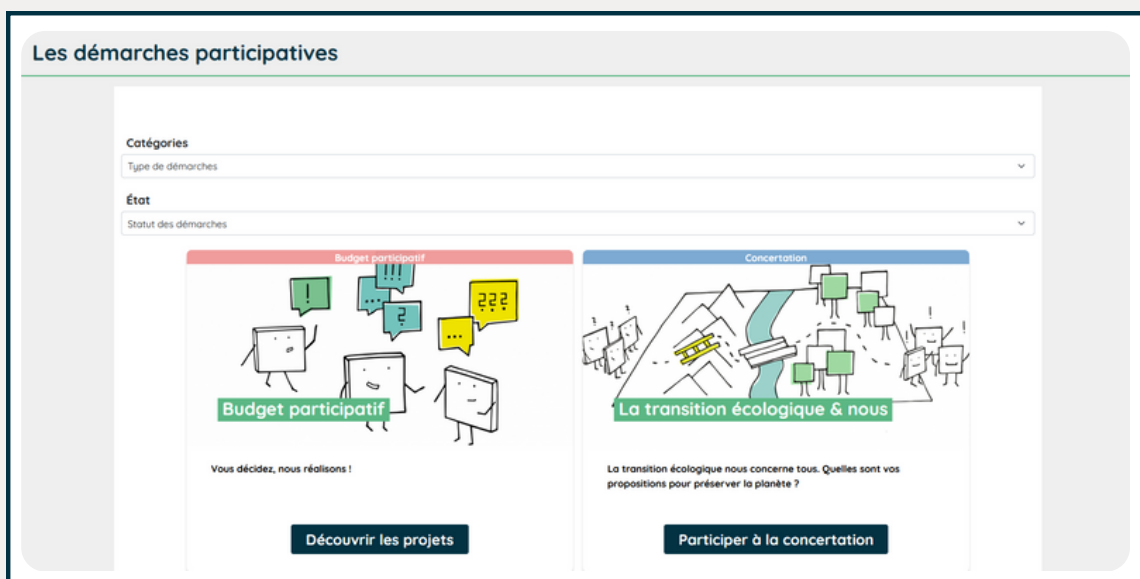 Les démarches participatives
Catégories
Type de démarches
État
Statut des démarches
Budget participatif
!
!!!
...
?
???
...
Budget participatif
Vous décidez, nous réalisons !
Découvrir les projets
Concertation
? ? ?
! !
La transition écologique & nous
La transition écologique nous concerne tous. Quelles sont vos
propositions pour préserver la planète ?
Participer à la concertation